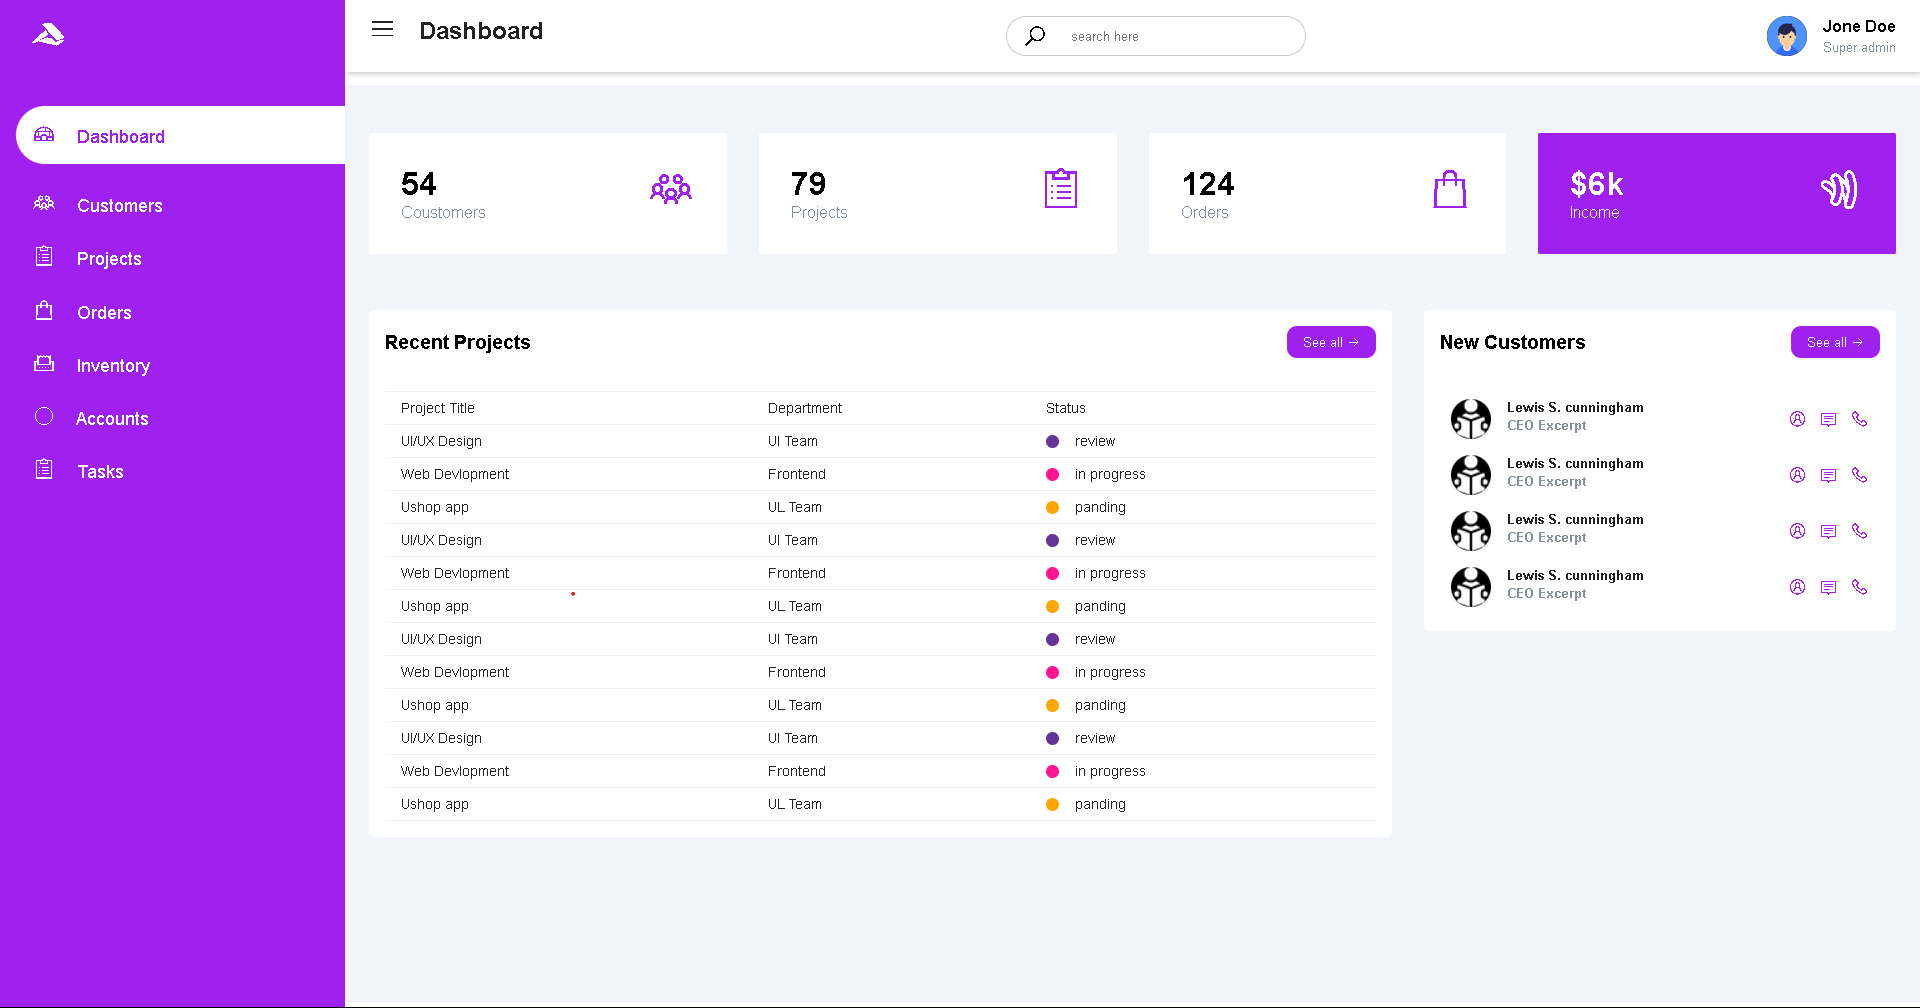 Dashboard
search here
Jone Doe
Super admin
Dashboard
Customers
Projects
Orders
Inventory
Accounts
Tasks
54
Coustomers
79
Projects
124
Orders
$6k
Income
Recent Projects
See all →
Project Title Department Status
UI/UX Design UI Team review
Web Devlopment Frontend in progress
Ushop app UL Team panding
UI/UX Design UI Team review
Web Devlopment Frontend in progress
Ushop app UL Team panding
UI/UX Design UI Team review
Web Devlopment Frontend in progress
Ushop app UL Team panding
UI/UX Design UI Team review
Web Devlopment Frontend in progress
Ushop app UL Team panding
New Customers
See all →
Lewis S. cunningham
CEO Excerpt
Lewis S. cunningham
CEO Excerpt
Lewis S. cunningham
CEO Excerpt
Lewis S. cunningham
CEO Excerpt